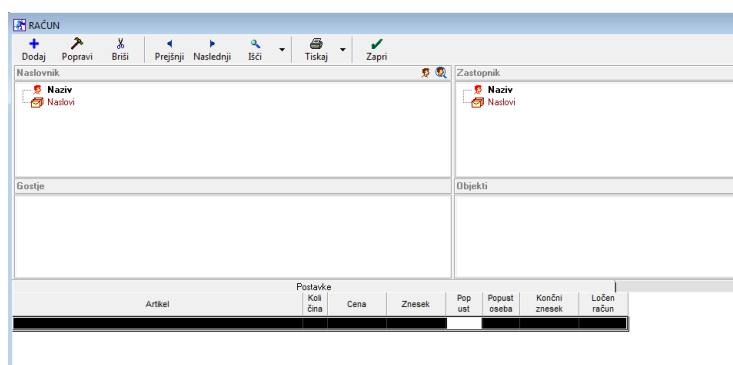 RAČUN
Dodaj Popravi Briši Prejšnji Naslednji Išči Tiskaj Zapri
Naslovnik Zastopnik
Naziv Naziv
Naslovi Naslovi
Gostje Objekti
Postavke
Artikel Koli čina Cena Znesek Pop ust Popust oseba Končni znesek Ločen račun